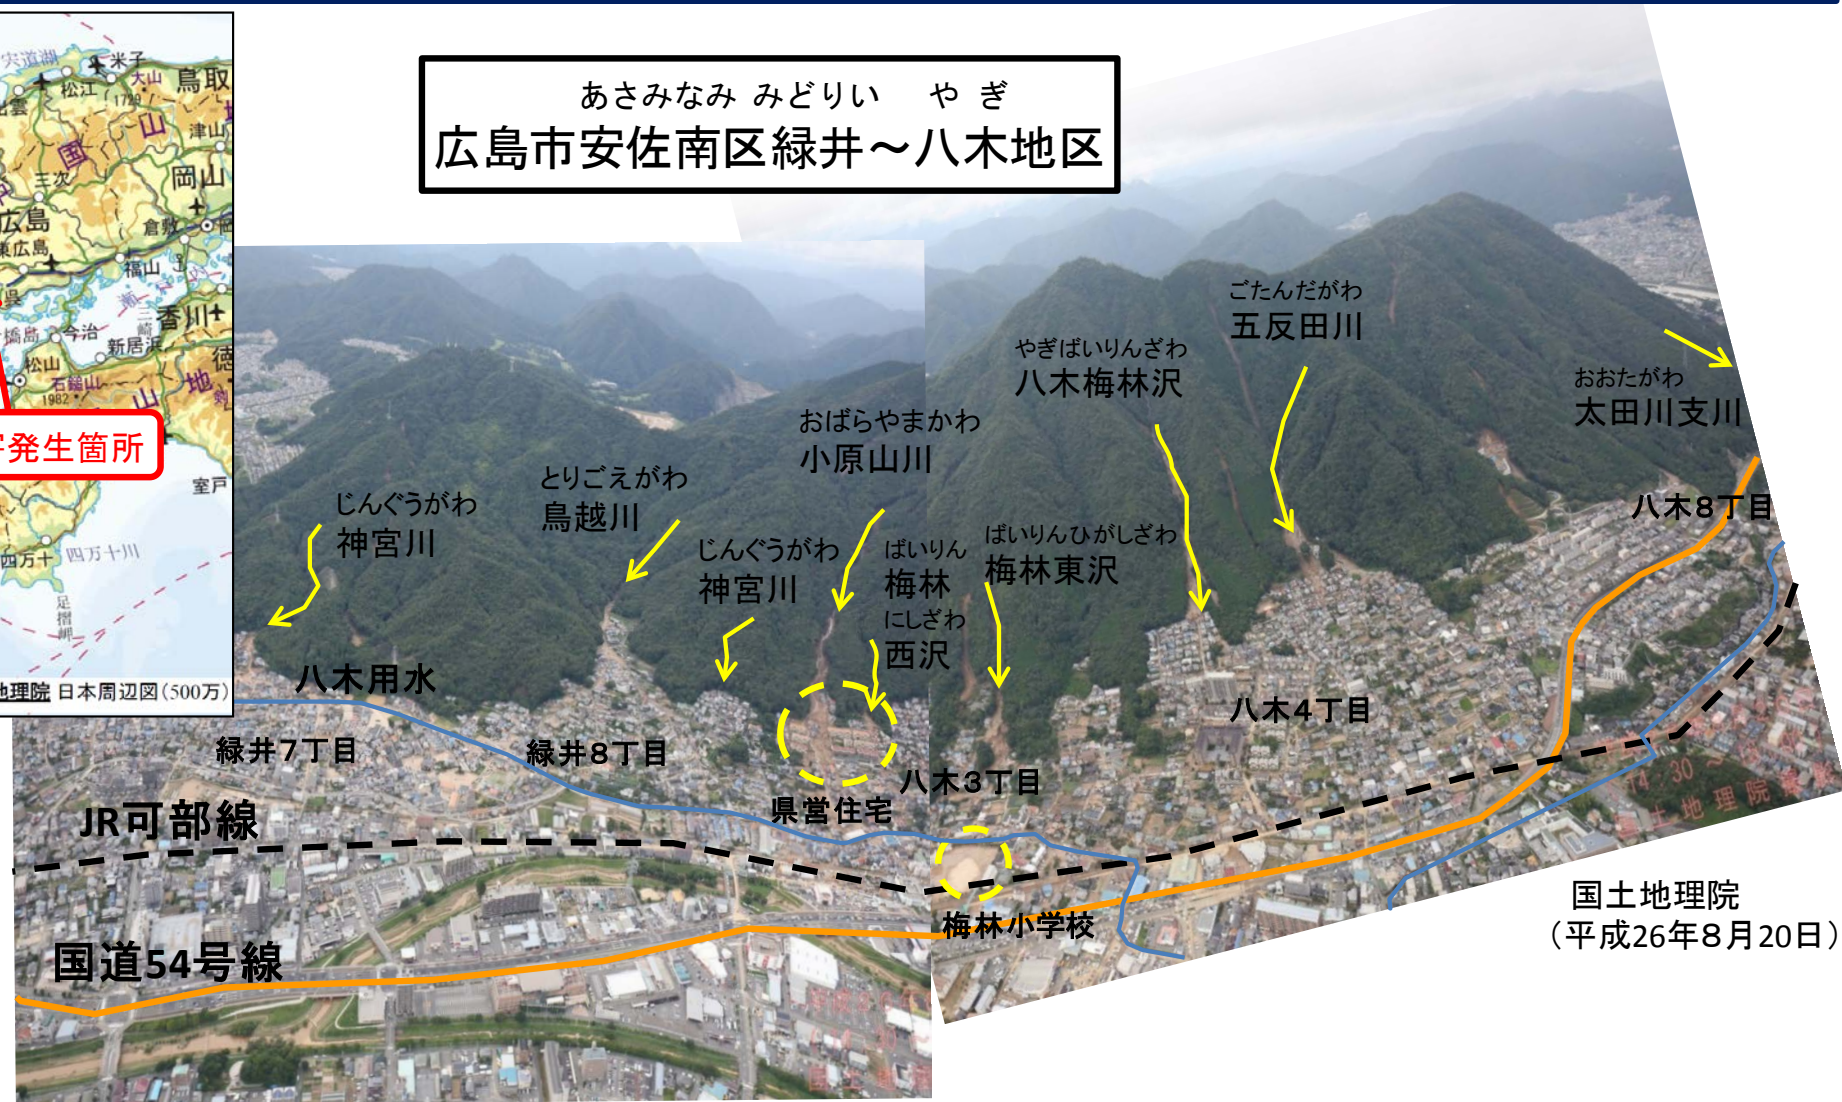 あさみなみ みどりい や ぎ
広島市安佐南区緑井～八木地区
宍道湖
米子
松江
大山
1729
鳥取
出雲
国
山
津山
三次
岡山
広島
倉敷
東広島
福山
呉
香川
今治
新居浜
松山
石鎚山
1982
山
地
徳
発生箇所
室戸
四万十
四万十川
足摺岬
地理院 日本周辺図(500万)
じんぐうがわ
神宮川
とりごえがわ
鳥越川
じんぐうがわ
神宮川
おばらやまかわ
小原山川
ばいりん
梅林
にしざわ
西沢
ばいりんひがしざわ
梅林東沢
やぎばいりんざわ
八木梅林沢
ごたんだがわ
五反田川
おおたがわ
太田川支川
八木8丁目
八木用水
緑井7丁目
緑井8丁目
八木3丁目
八木4丁目
県営住宅
JR可部線
梅林小学校
国道54号線
国土地理院
（平成26年8月20日）